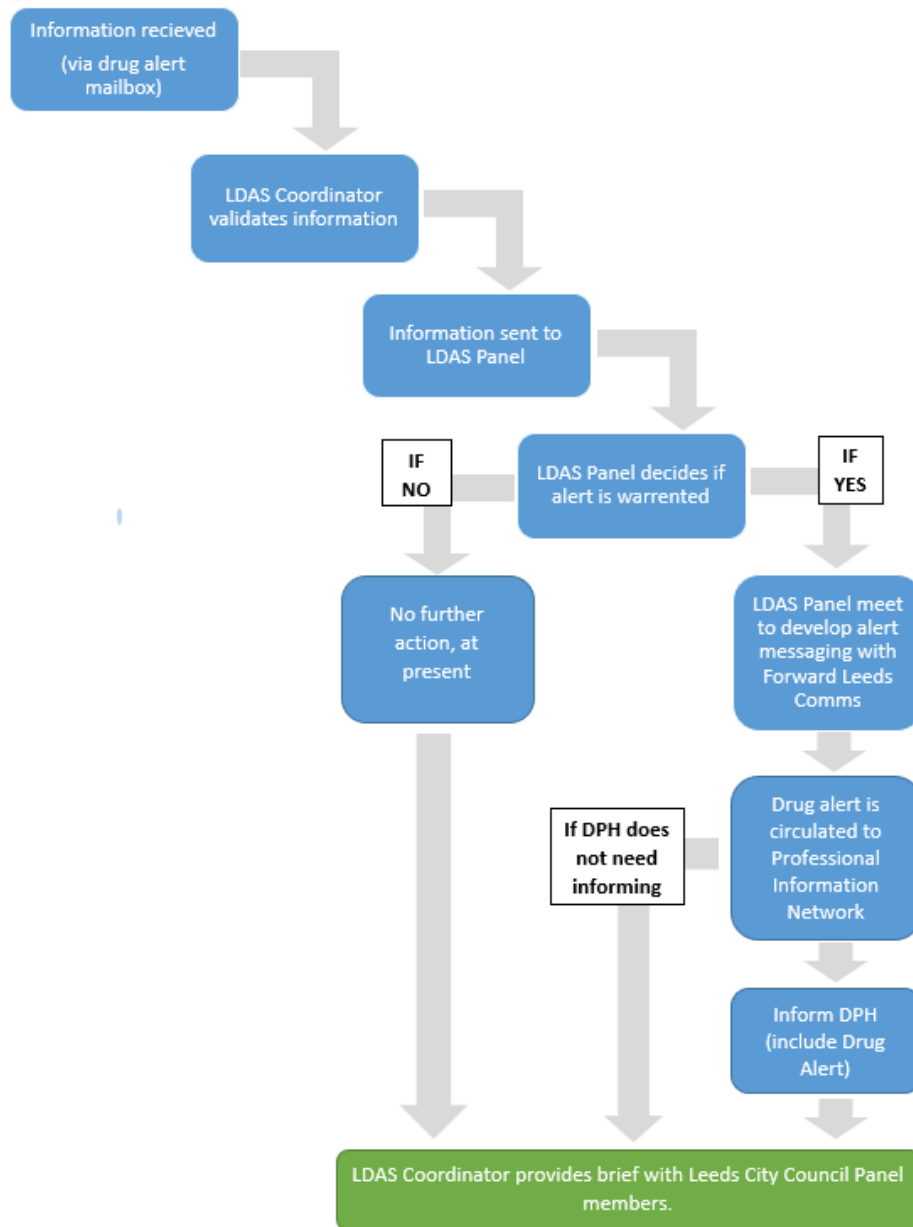 Information recieved
(via drug alert
mailbox)
LDAS Coordinator
validates information
Information sent to
LDAS Panel
LDAS Panel decides if
alert is warrented
IF
NO
IF
YES
No further
action, at
present
LDAS Panel meet
to develop alert
messaging with
Forward Leeds
Comms
If DPH does
not need
informing
Drug alert is
circulated to
Professional
Information
Network
Inform DPH
(include Drug
Alert)
LDAS Coordinator provides brief with Leeds City Council Panel
members.